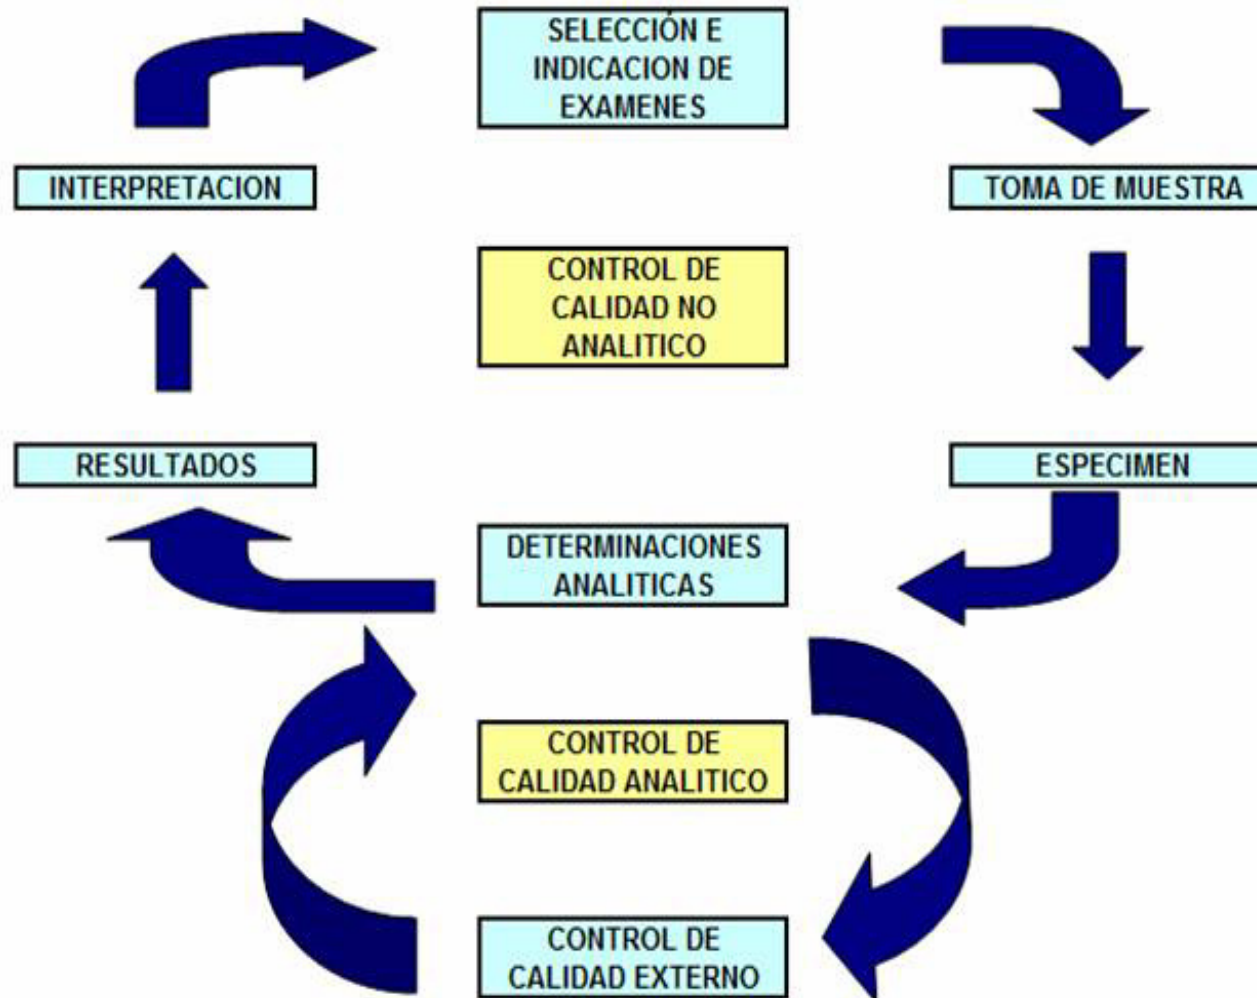 SELECCIÓN E
INDICACION DE
EXAMENES
INTERPRETACION
TOMA DE MUESTRA
CONTROL DE
CALIDAD NO
ANALITICO
RESULTADOS
ESPECIMEN
DETERMINACIONES
ANALITICAS
CONTROL DE
CALIDAD ANALITICO
CONTROL DE
CALIDAD EXTERNO